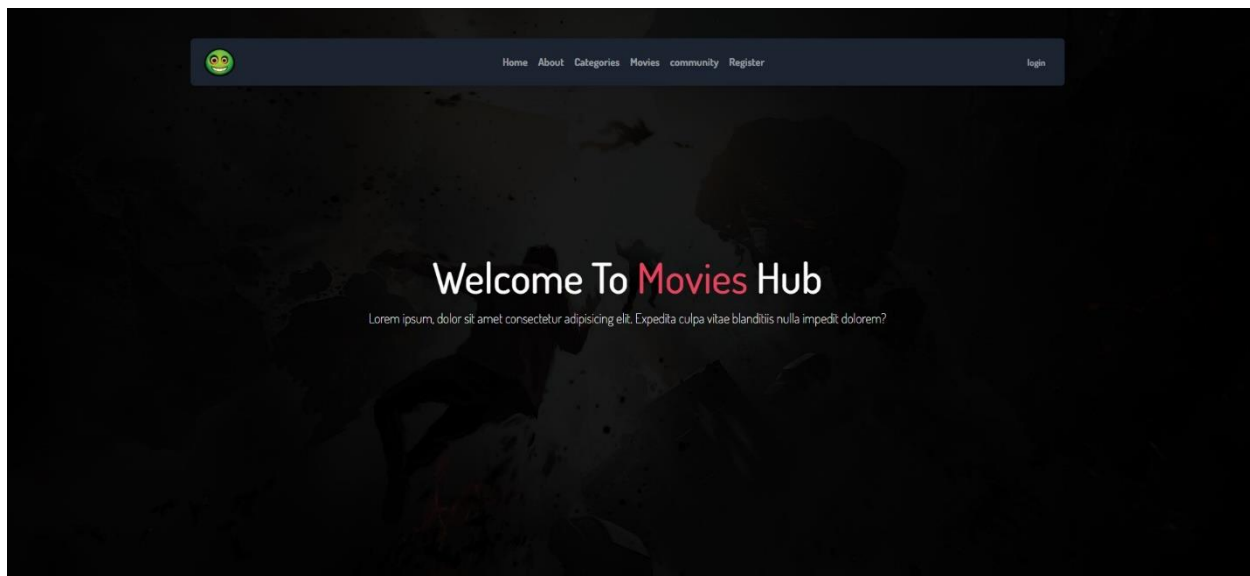 Home About Categories Movies community Register login
Welcome To Movies Hub
Lorem ipsum, dolor sit amet consectetur adipisicing elit. Expedita culpa vitae blanditiis nulla impedit dolorem?